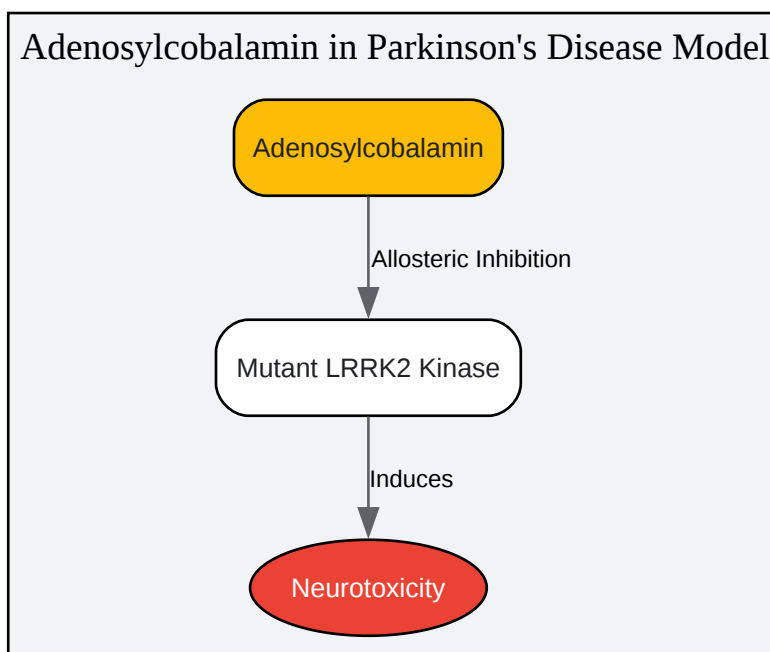 Adenosylcobalamin in Parkinson's Disease Model
Adenosylcobalamin
Allosteric Inhibition
Mutant LRRK2 Kinase
Induces
Neurotoxicity